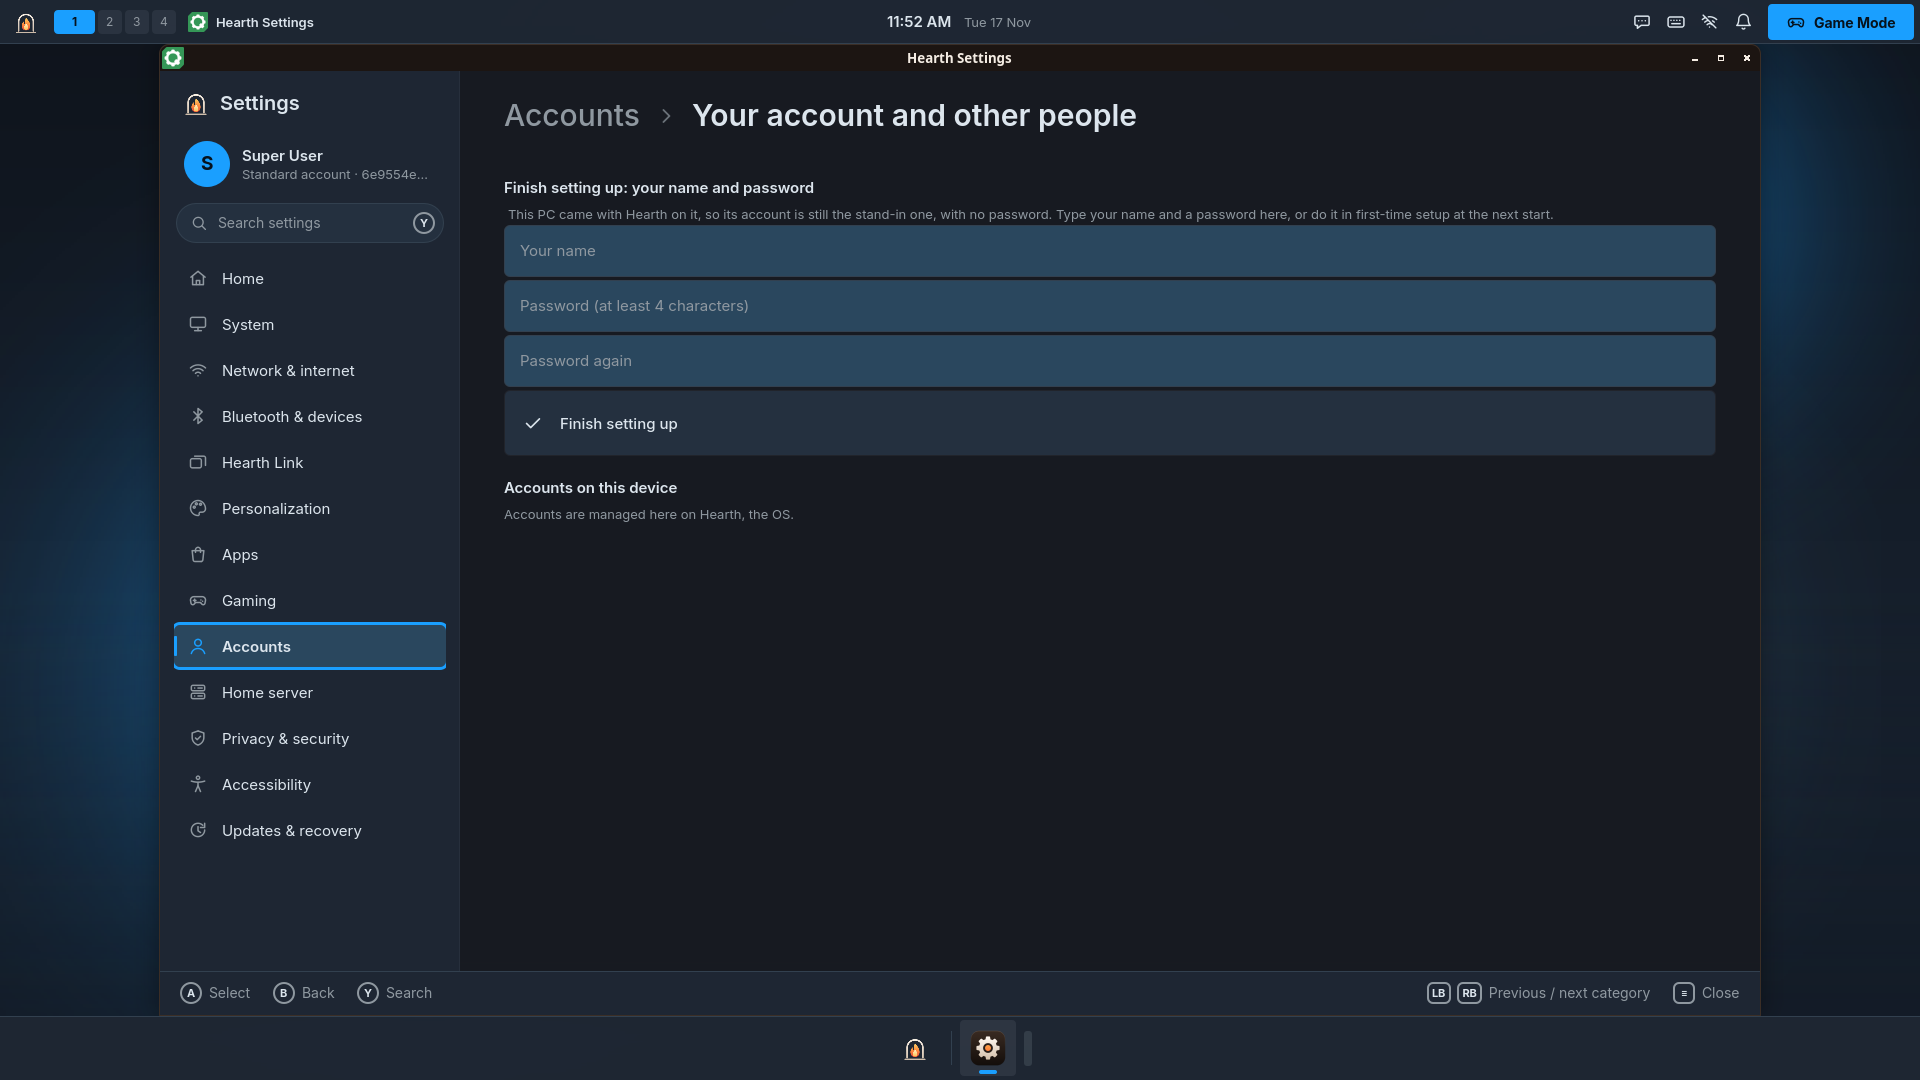 1 2 3 4 Hearth Settings 11:52 AM Tue 17 Nov Game Mode
Hearth Settings
Settings
S Super User
Standard account · 6e9554e...
Search settings Y
Home
System
Network & internet
Bluetooth & devices
Hearth Link
Personalization
Apps
Gaming
Accounts
Home server
Privacy & security
Accessibility
Updates & recovery
Accounts > Your account and other people
Finish setting up: your name and password
This PC came with Hearth on it, so its account is still the stand-in one, with no password. Type your name and a password here, or do it in first-time setup at the next start.
Your name
Password (at least 4 characters)
Password again
Finish setting up
Accounts on this device
Accounts are managed here on Hearth, the OS.
A Select B Back Y Search LB RB Previous / next category ≡ Close